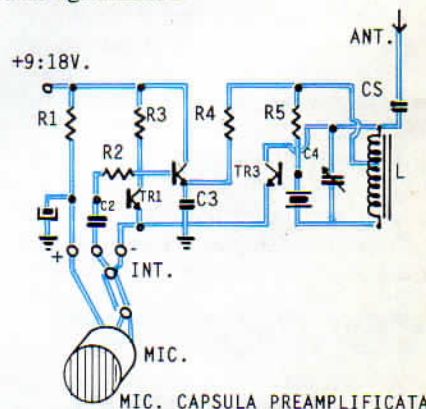 ANT.
+9:18V.
CS
R1
R3
R4
R5
R2
TR3
C4
L
C2
TR1
C3
+
-
INT.
MIC.
MIC. CAPSULA PREAMPLIFICATA